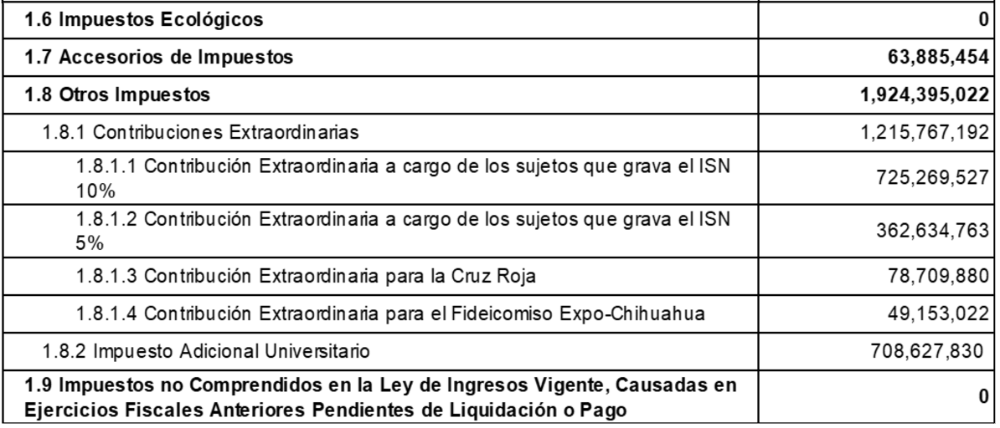 1.6 Impuestos Ecológicos 0
1.7 Accesorios de Impuestos 63,885,454
1.8 Otros Impuestos 1,924,395,022
1.8.1 Contribuciones Extraordinarias 1,215,767,192
1.8.1.1 Contribución Extraordinaria a cargo de los sujetos que grava el ISN
10% 725,269,527
1.8.1.2 Contribución Extraordinaria a cargo de los sujetos que grava el ISN
5% 362,634,763
1.8.1.3 Contribución Extraordinaria para la Cruz Roja 78,709,880
1.8.1.4 Contribución Extraordinaria para el Fideicomiso Expo-Chihuahua 49,153,022
1.8.2 Impuesto Adicional Universitario 708,627,830
1.9 Impuestos no Comprendidos en la Ley de Ingresos Vigente, Causadas en
Ejercicios Fiscales Anteriores Pendientes de Liquidación o Pago 0